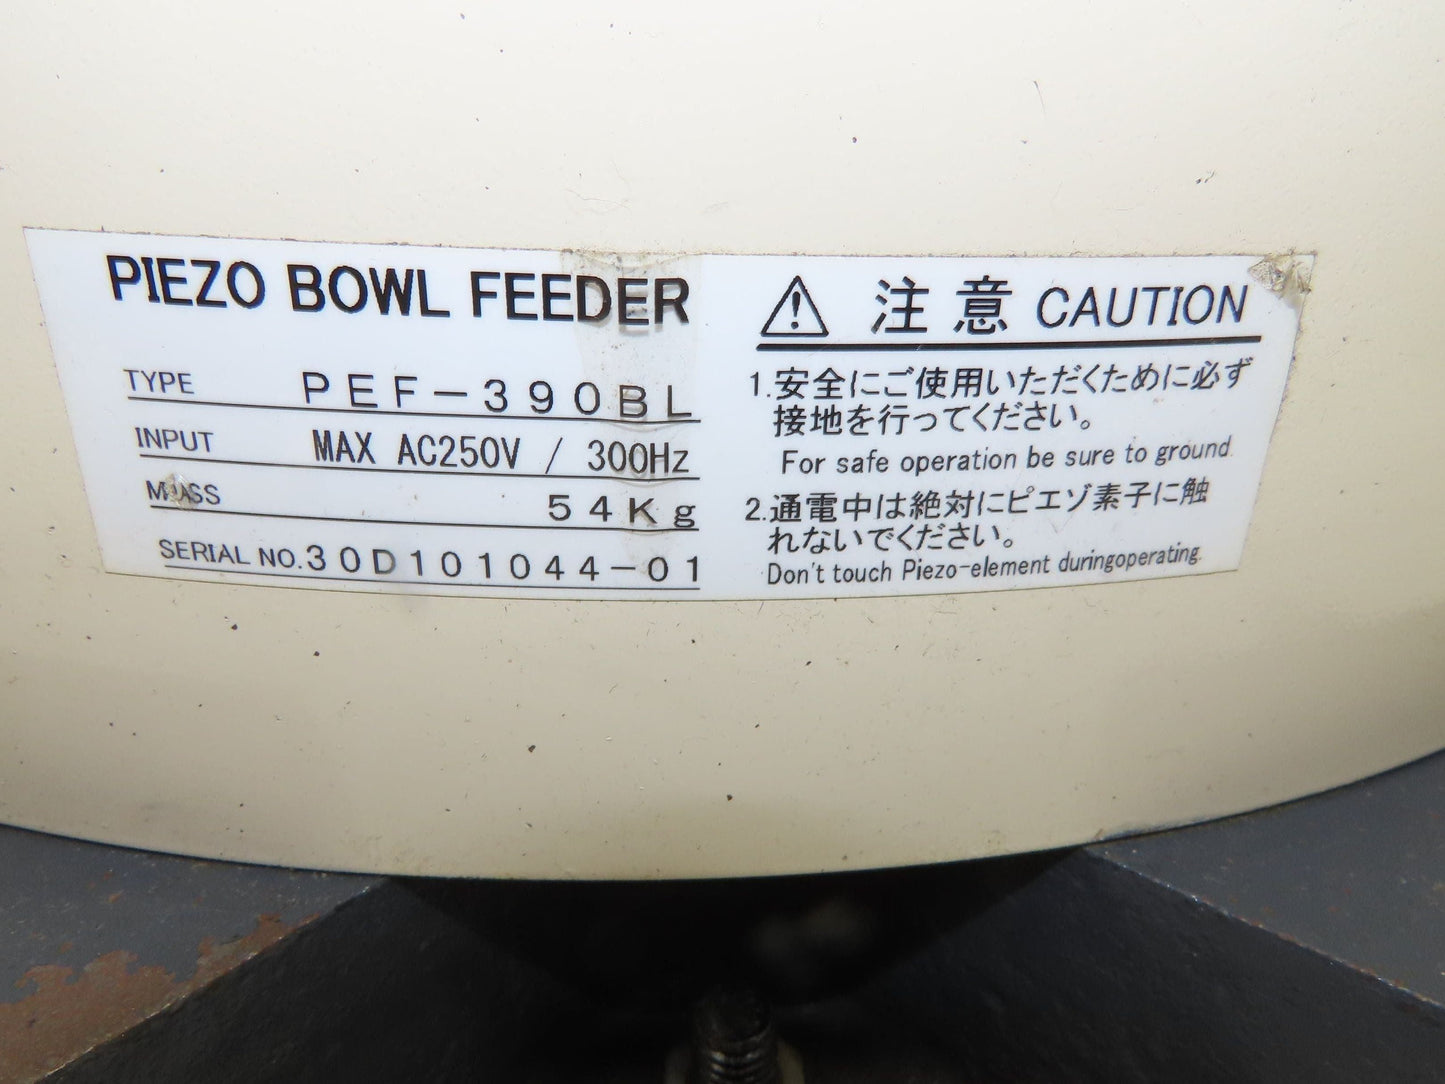 PIEZO BOWL FEEDER
TYPE PEF-390BL
INPUT MAX AC250V / 300Hz
MASS 54Kg
SERIAL NO. 30D101044-01
注意 CAUTION
1.安全にご使用いただくために必ず
接地を行ってください。
For safe operation be sure to ground.
2.通電中は絶対にピエゾ素子に触
れないでください。
Don't touch Piezo-element duringoperating.